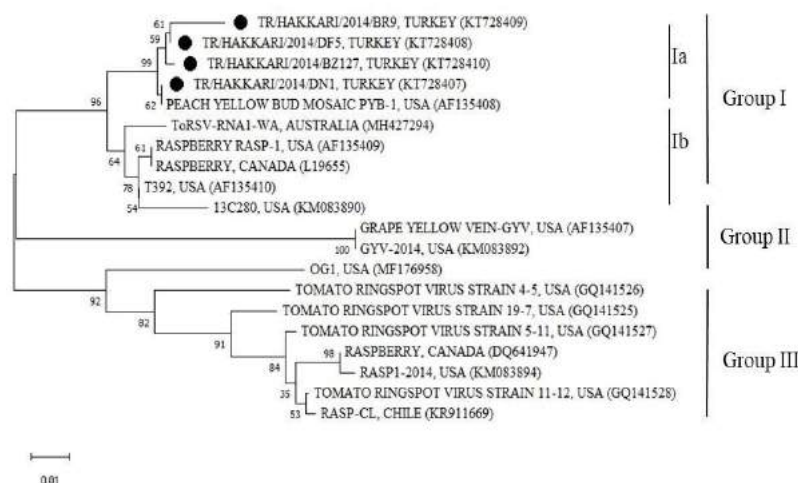 61
TR/HAKKARI/2014/BR9, TURKEY (KT728409)
59
TR/HAKKARI/2014/DF5, TURKEY (KT728408)
99
TR/HAKKARI/2014/BZ127, TURKEY (KT728410)
TR/HAKKARI/2014/DN1, TURKEY (KT728407)
62
PEACH YELLOW BUD MOSAIC PYB-1, USA (AF135408)
Ia
96
ToRSV-RNA1-WA, AUSTRALIA (MH427294)
61
RASPBERRY RASP-1, USA (AF135409)
64
RASPBERRY, CANADA (L19655)
78
T392, USA (AF135410)
54
13C280, USA (KM083890)
Ib
Group I
GRAPE YELLOW VEIN-GYV, USA (AF135407)
100
GYV-2014, USA (KM083892)
OG1, USA (MF176958)
Group II
92
TOMATO RINGSPOT VIRUS STRAIN 4-5, USA (GQ141526)
82
TOMATO RINGSPOT VIRUS STRAIN 19-7, USA (GQ141525)
91
TOMATO RINGSPOT VIRUS STRAIN 5-11, USA (GQ141527)
84
98
RASPBERRY, CANADA (DQ641947)
RASP1-2014, USA (KM083894)
35
TOMATO RINGSPOT VIRUS STRAIN 11-12, USA (GQ141528)
53
RASP-CL, CHILE (KR911669)
Group III
0.01